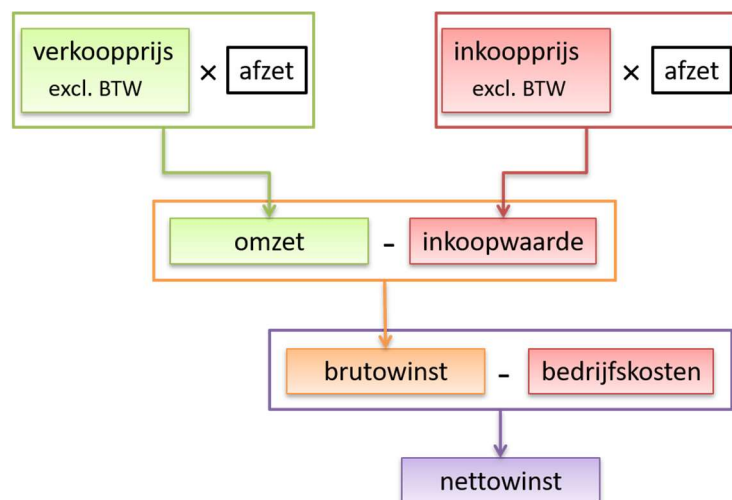 verkoopprijs
excl. BTW
×
afzet
inkoopprijs
excl. BTW
×
afzet
omzet - inkoopwaarde
brutowinst - bedrijfskosten
nettowinst